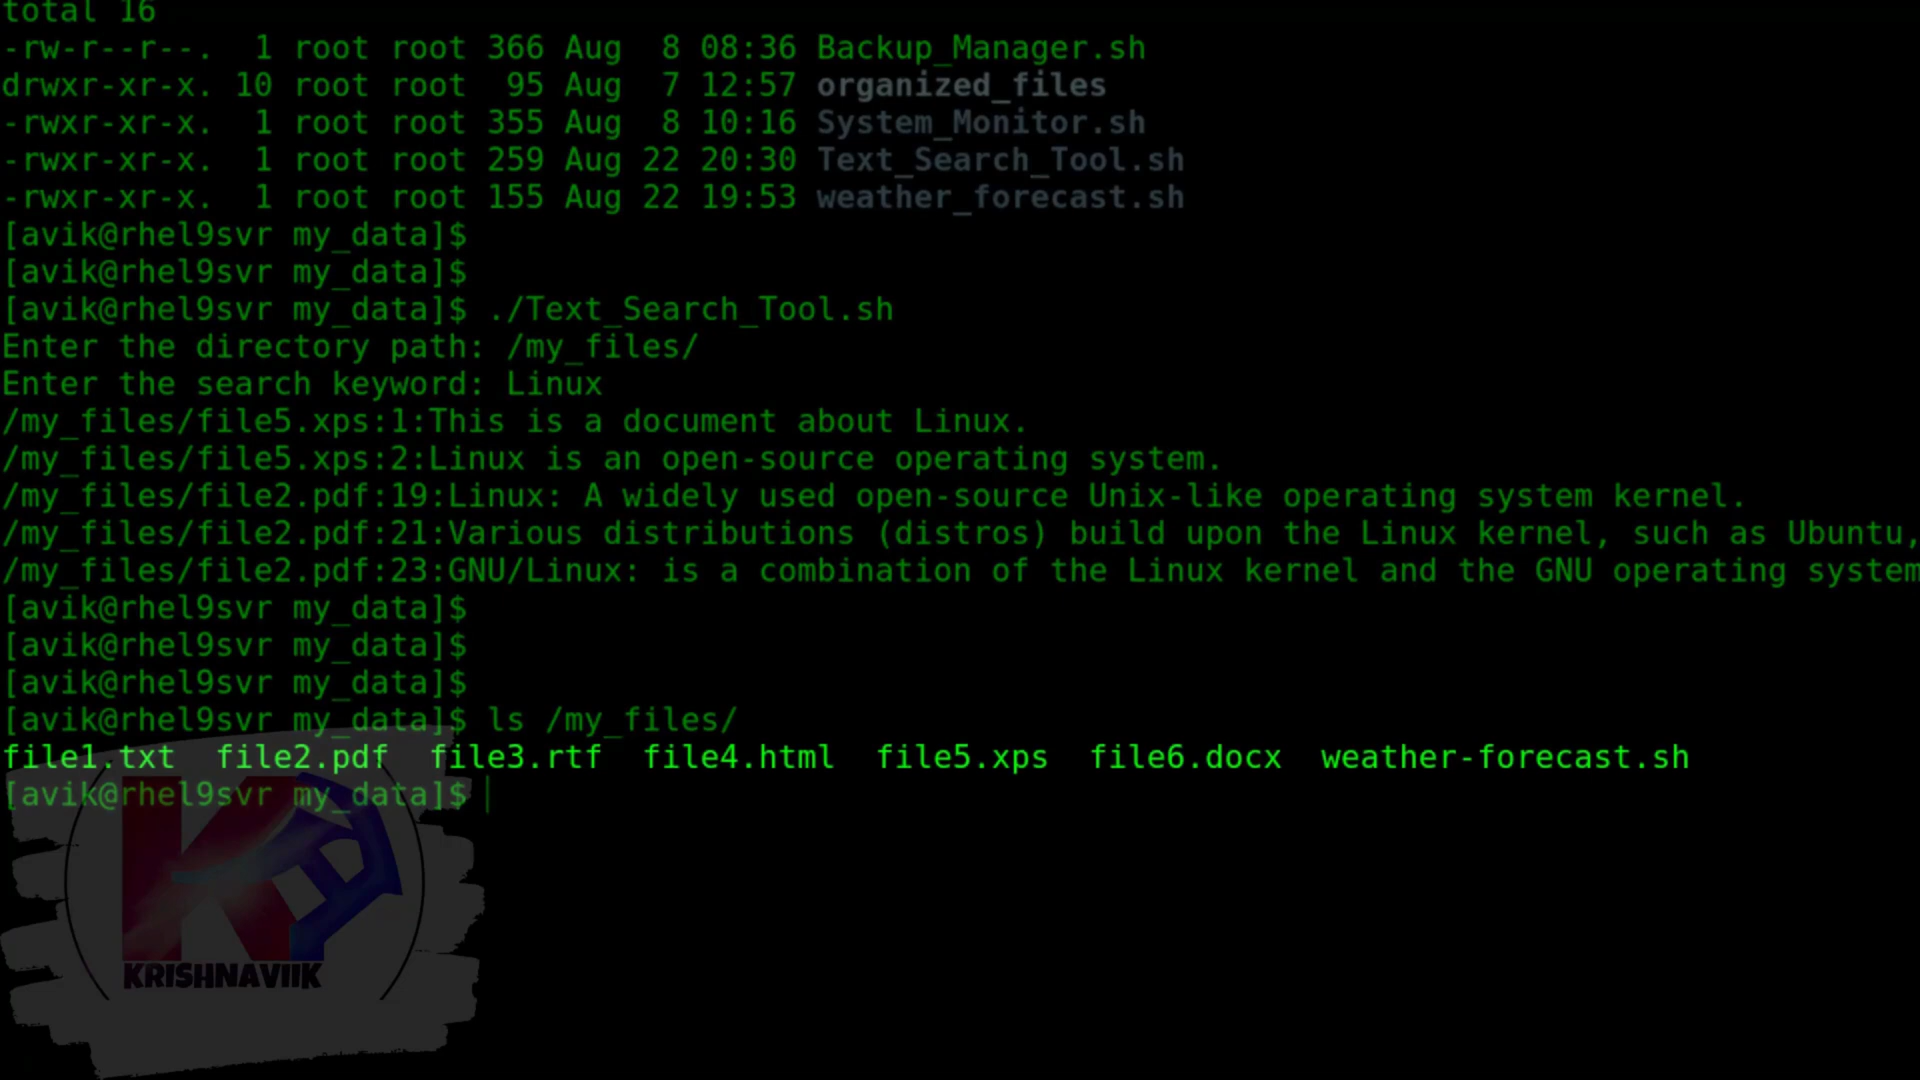 total 16
-rw-r--r--.  1 root root 366 Aug  8 08:36 Backup_Manager.sh
drwxr-xr-x. 10 root root  95 Aug  7 12:57 organized_files
-rwxr-xr-x.  1 root root 355 Aug  8 10:16 System_Monitor.sh
-rwxr-xr-x.  1 root root 259 Aug 22 20:30 Text_Search_Tool.sh
-rwxr-xr-x.  1 root root 155 Aug 22 19:53 weather_forecast.sh
[avik@rhel9svr my_data]$
[avik@rhel9svr my_data]$
[avik@rhel9svr my_data]$ ./Text_Search_Tool.sh
Enter the directory path: /my_files/
Enter the search keyword: Linux
/my_files/file5.xps:1:This is a document about Linux.
/my_files/file5.xps:2:Linux is an open-source operating system.
/my_files/file2.pdf:19:Linux: A widely used open-source Unix-like operating system kernel.
/my_files/file2.pdf:21:Various distributions (distros) build upon the Linux kernel, such as Ubuntu,
/my_files/file2.pdf:23:GNU/Linux: is a combination of the Linux kernel and the GNU operating system
[avik@rhel9svr my_data]$
[avik@rhel9svr my_data]$
[avik@rhel9svr my_data]$
[avik@rhel9svr my_data]$ ls /my_files/
file1.txt  file2.pdf  file3.rtf  file4.html  file5.xps  file6.docx  weather-forecast.sh
[avik@rhel9svr my_data]$
KRISHNAVIIK